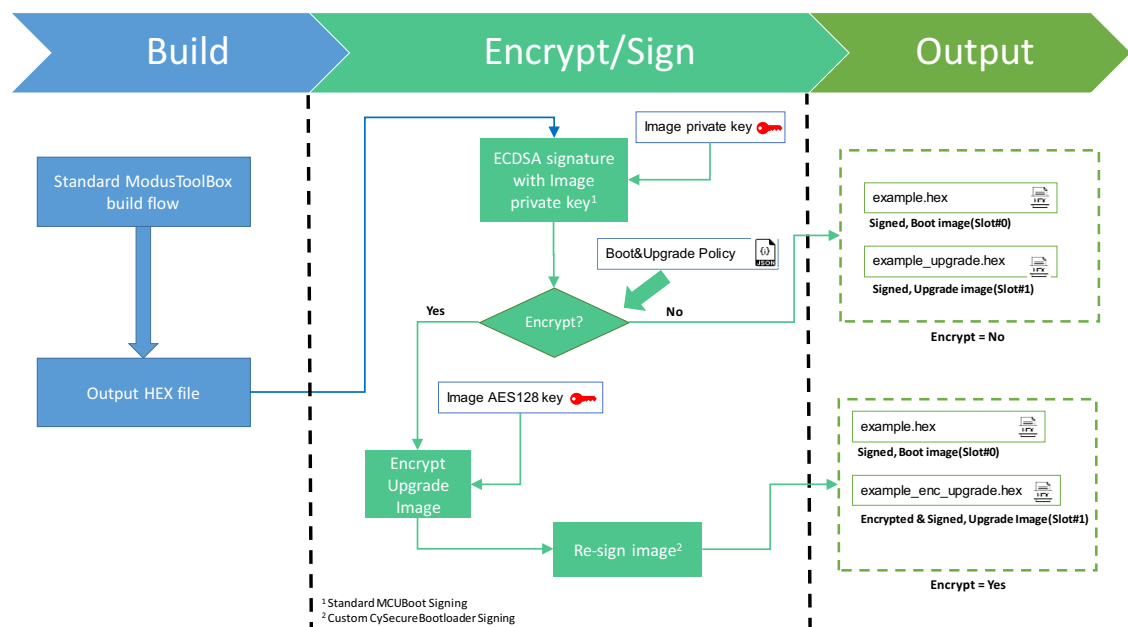 Build
Encrypt/Sign
Output
Standard ModusToolBox
build flow
Output HEX file
Image private key
ECDSA signature
with Image
private key1
Boot&Upgrade Policy
JSON
Encrypt?
Yes
No
Image AES128 key
Encrypt
Upgrade
Image
Re-sign image2
1 Standard MCUBoot Signing
2 Custom CySecureBootloader Signing
example.hex
Signed, Boot image(Slot#0)
example_upgrade.hex
Signed, Upgrade image(Slot#1)
Encrypt = No
example.hex
Signed, Boot image(Slot#0)
example_enc_upgrade.hex
Encrypted & Signed, Upgrade Image(Slot#1)
Encrypt = Yes